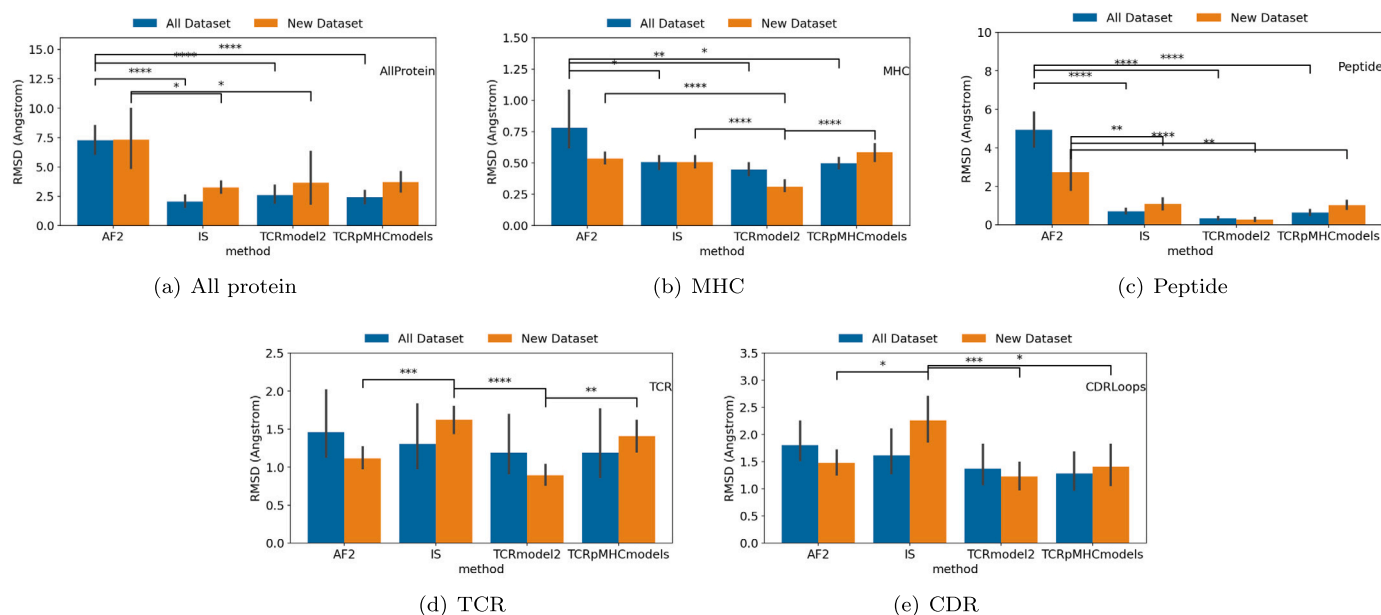 All Dataset New Dataset
15.0
12.5
10.0
7.5
5.0
2.5
0.0
RMSD (Angstrom)
****
****
****
* *
AllProtein
AF2 IS TCRmodel2 TCRpMHCmodels
method
(a) All protein
All Dataset New Dataset
1.50
1.25
1.00
0.75
0.50
0.25
0.00
RMSD (Angstrom)
*
**
*
****
**** ****
MHC
AF2 IS TCRmodel2 TCRpMHCmodels
method
(b) MHC
All Dataset New Dataset
10
8
6
4
2
0
RMSD (Angstrom)
****
****
****
**
****
**
Peptide
AF2 IS TCRmodel2 TCRpMHCmodels
method
(c) Peptide
All Dataset New Dataset
2.5
2.0
1.5
1.0
0.5
0.0
RMSD (Angstrom)
*** **** **
TCR
AF2 IS TCRmodel2 TCRpMHCmodels
method
(d) TCR
All Dataset New Dataset
3.5
3.0
2.5
2.0
1.5
1.0
0.5
0.0
RMSD (Angstrom)
* *** *
CDRLoops
AF2 IS TCRmodel2 TCRpMHCmodels
method
(e) CDR